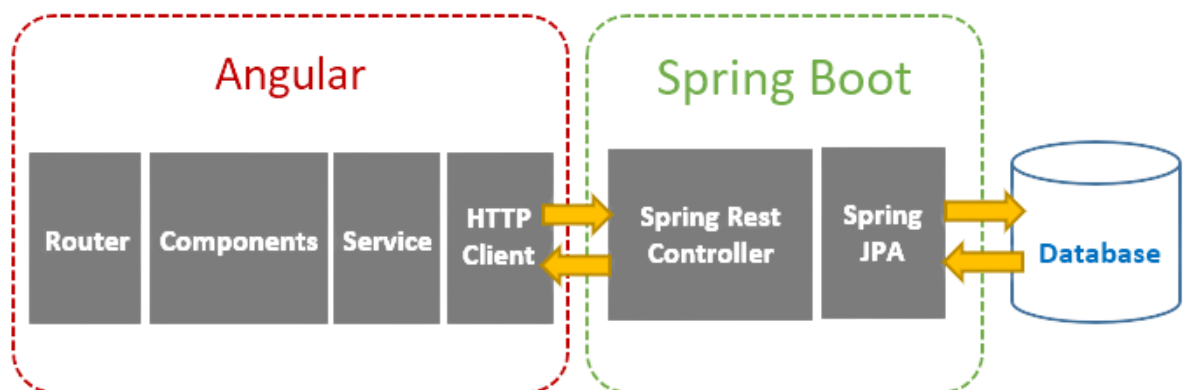 Angular
Spring Boot
Router
Components
Service
HTTP
Client
Spring Rest
Controller
Spring
JPA
Database